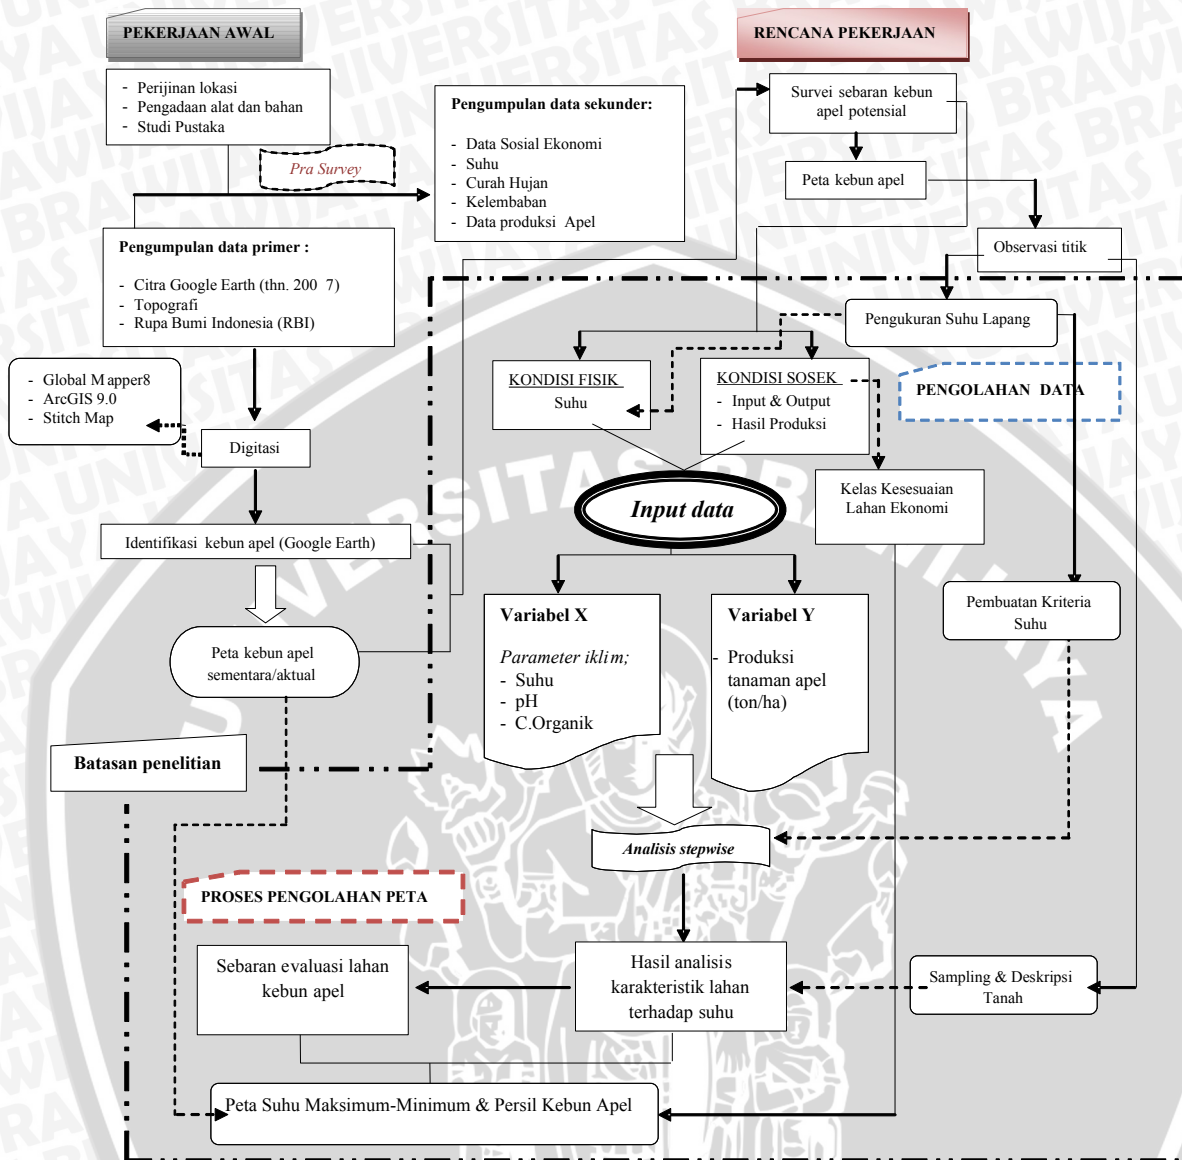 PEKERJAAN AWAL
- Perijinan lokasi
- Pengadaan alat dan bahan
- Studi Pustaka
Pra Survey
Pengumpulan data sekunder:
- Data Sosial Ekonomi
- Suhu
- Curah Hujan
- Kelembaban
- Data produksi Apel
Pengumpulan data primer :
- Citra Google Earth (thn. 200 7)
- Topografi
- Rupa Bumi Indonesia (RBI)
- Global Mapper8
- ArcGIS 9.0
- Stitch Map
Digitasi
Identifikasi kebun apel (Google Earth)
Peta kebun apel
sementara/aktual
Batasan penelitian
RENCANA PEKERJAAN
Survei sebaran kebun
apel potensial
Peta kebun apel
Observasi titik
Pengukuran Suhu Lapang
PENGOLAHAN DATA
KONDISI FISIK
Suhu
KONDISI SOSEK
- Input & Output
- Hasil Produksi
Kelas Kesesuaian
Lahan Ekonomi
Input data
Variabel X
Parameter iklim;
- Suhu
- pH
- C.Organik
Variabel Y
- Produksi
tanaman apel
(ton/ha)
Pembuatan Kriteria
Suhu
Analisis stepwise
PROSES PENGOLAHAN PETA
Sebaran evaluasi lahan
kebun apel
Hasil analisis
karakteristik lahan
terhadap suhu
Sampling & Deskripsi
Tanah
Peta Suhu Maksimum-Minimum & Persil Kebun Apel
UNIVERSITAS BRAWIJAYA